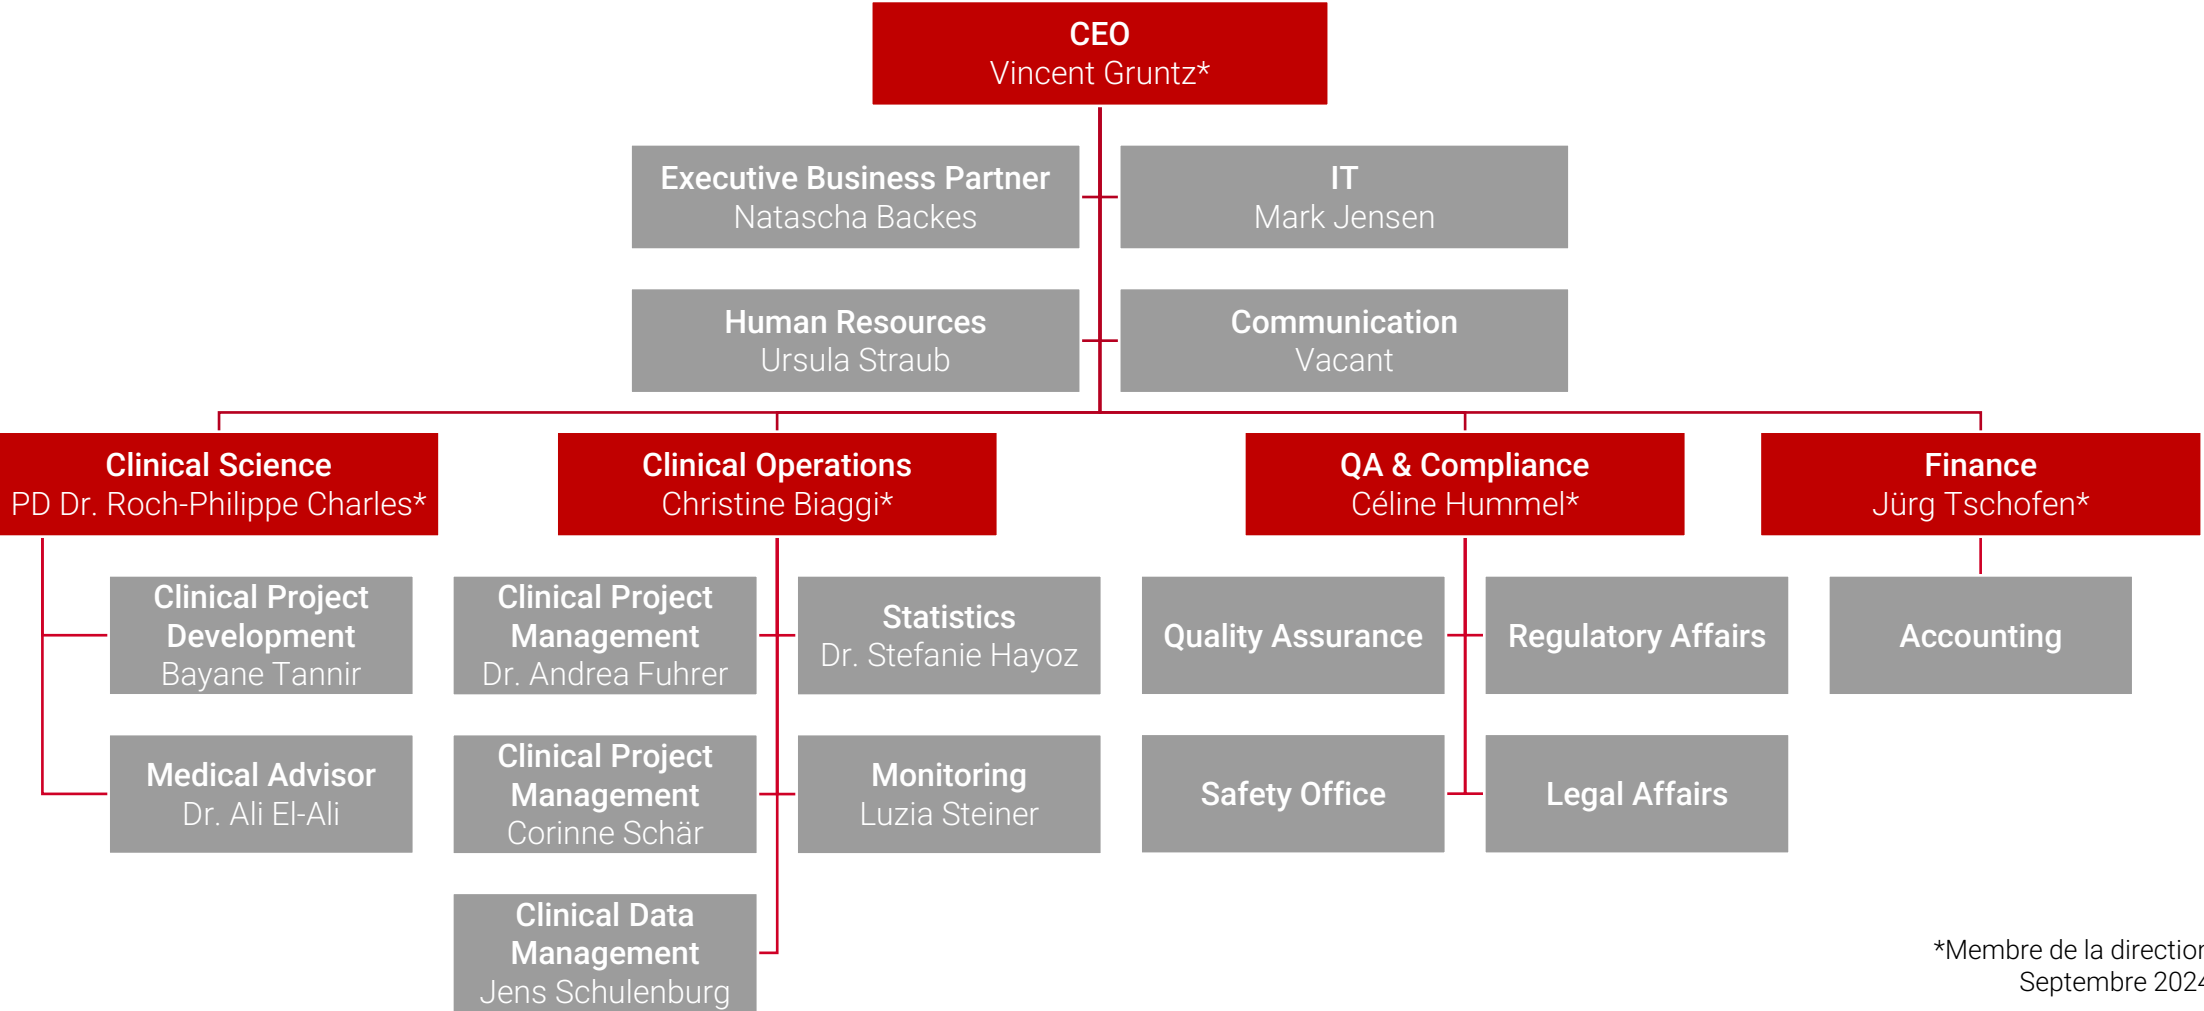 CEO
Vincent Gruntz*
Executive Business Partner
Natascha Backes
IT
Mark Jensen
Human Resources
Ursula Straub
Communication
Vacant
Clinical Science
PD Dr. Roch-Philippe Charles*
Clinical Operations
Christine Biaggi*
QA & Compliance
Céline Hummel*
Finance
Jürg Tschofen*
Clinical Project
Development
Bayane Tannir
Clinical Project
Management
Dr. Andrea Fuhrer
Statistics
Dr. Stefanie Hayoz
Quality Assurance
Regulatory Affairs
Accounting
Medical Advisor
Dr. Ali El-Ali
Clinical Project
Management
Corinne Schär
Monitoring
Luzia Steiner
Safety Office
Legal Affairs
Clinical Data
Management
Jens Schulenburg
*Membre de la direction
Septembre 2024